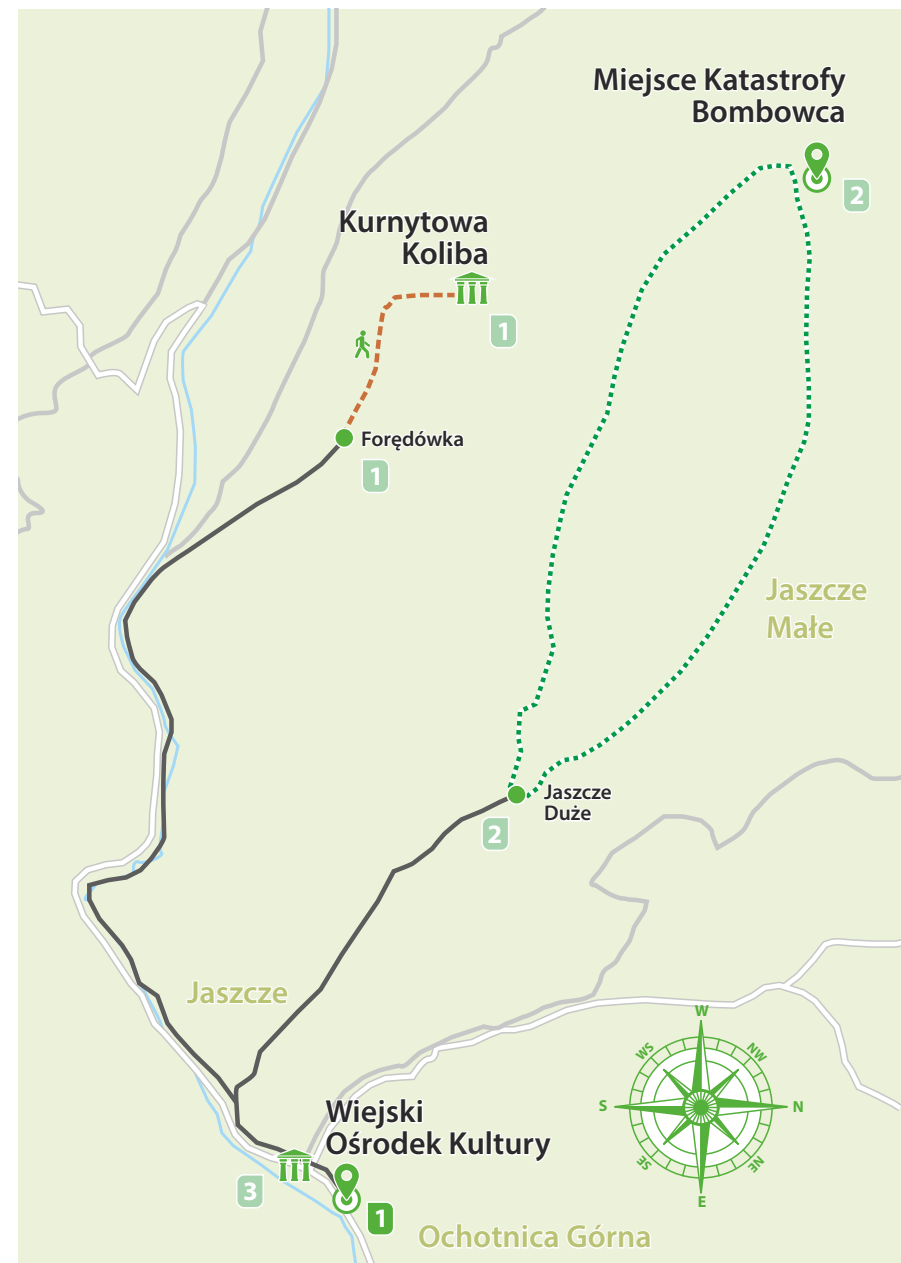 Miejsce Katastrofy
Bombowca
2
Kurnytowa
Koliba
1
Forędówka
1
Jaszcze
Małe
Jaszcze
Duże
2
Jaszcze
W
WS
NW
S
N
SE
NE
E
Wiejski
Ośrodek Kultury
3
1
Ochotnica Górna